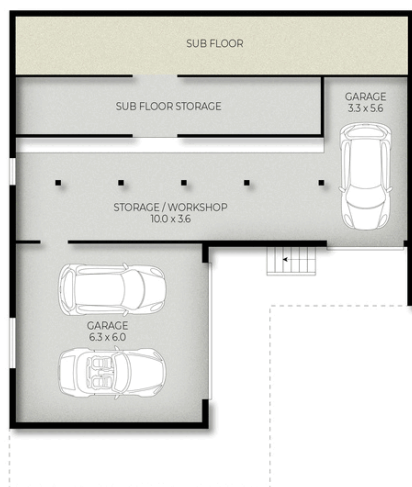 SUB FLOOR
SUB FLOOR STORAGE
GARAGE
3.3 x 5.6
STORAGE / WORKSHOP
10.0 x 3.6
GARAGE
6.3 x 6.0